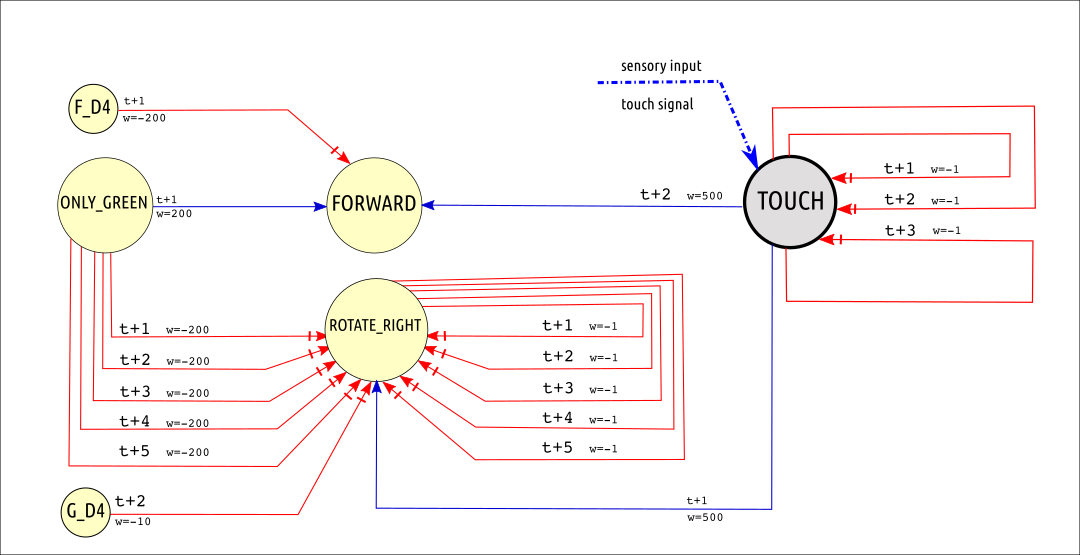 sensory input
touch signal
F_D4
t+1
w=-200
ONLY_GREEN
t+1
w=200
FORWARD
t+2 w=500
TOUCH
t+1 w=-1
t+2 w=-1
t+3 w=-1
ROTATE_RIGHT
t+1 w=-200
t+2 w=-200
t+3 w=-200
t+4 w=-200
t+5 w=-200
t+1 w=-1
t+2 w=-1
t+3 w=-1
t+4 w=-1
t+5 w=-1
G_D4
t+2
w=-10
t+1
w=500